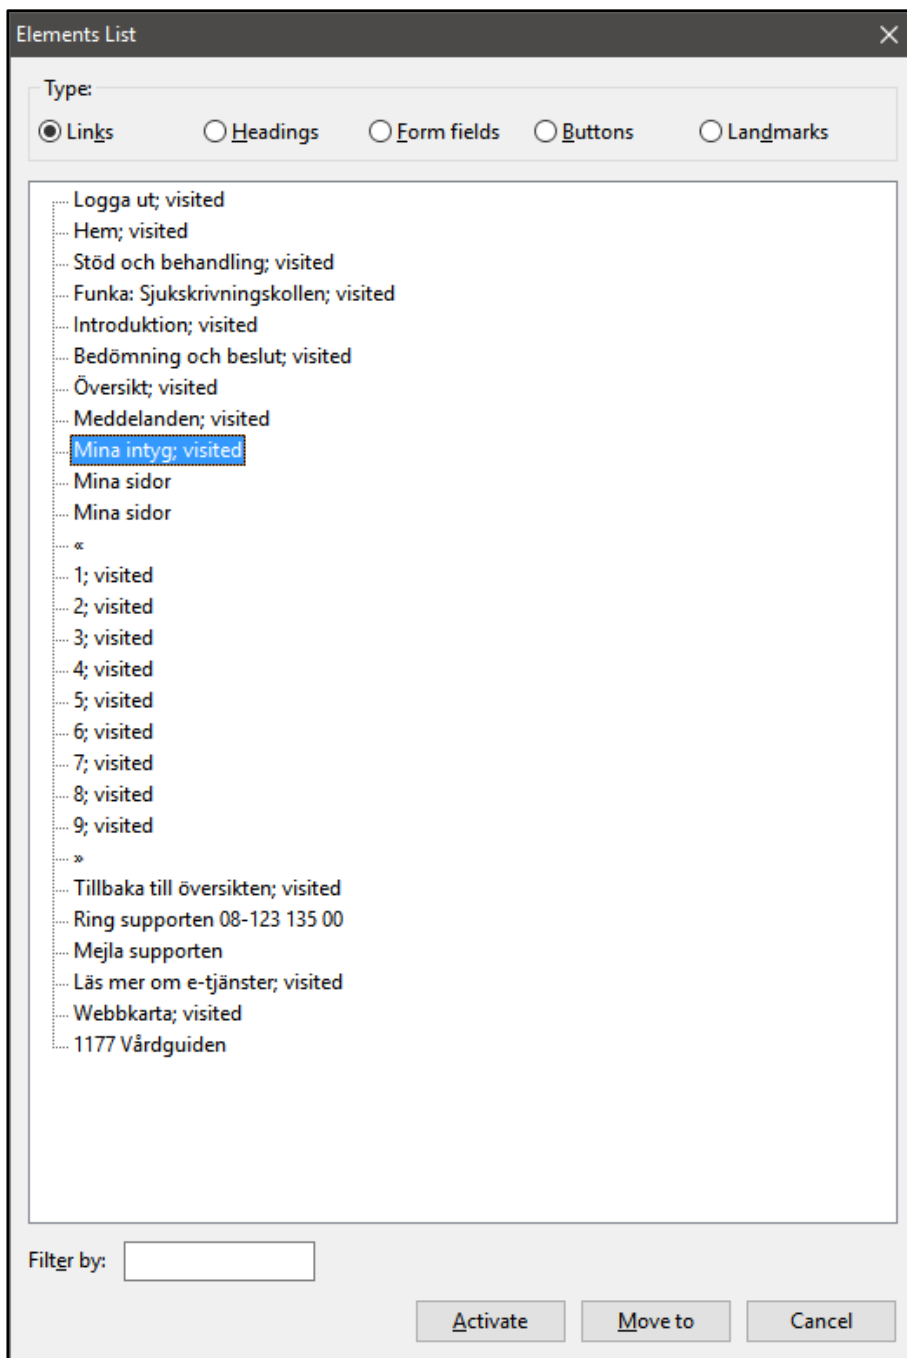 Elements List
Type:
Links Headings Form fields Buttons Landmarks
Logga ut; visited
Hem; visited
Stöd och behandling; visited
Funka: Sjukskrivningskollen; visited
Introduktion; visited
Bedömning och beslut; visited
Översikt; visited
Meddelanden; visited
Mina intyg; visited
Mina sidor
Mina sidor
«
1; visited
2; visited
3; visited
4; visited
5; visited
6; visited
7; visited
8; visited
9; visited
»
Tillbaka till översikten; visited
Ring supporten 08-123 135 00
Mejla supporten
Läs mer om e-tjänster; visited
Webbkarta; visited
1177 Vårdguiden
Filter by:
Activate Move to Cancel